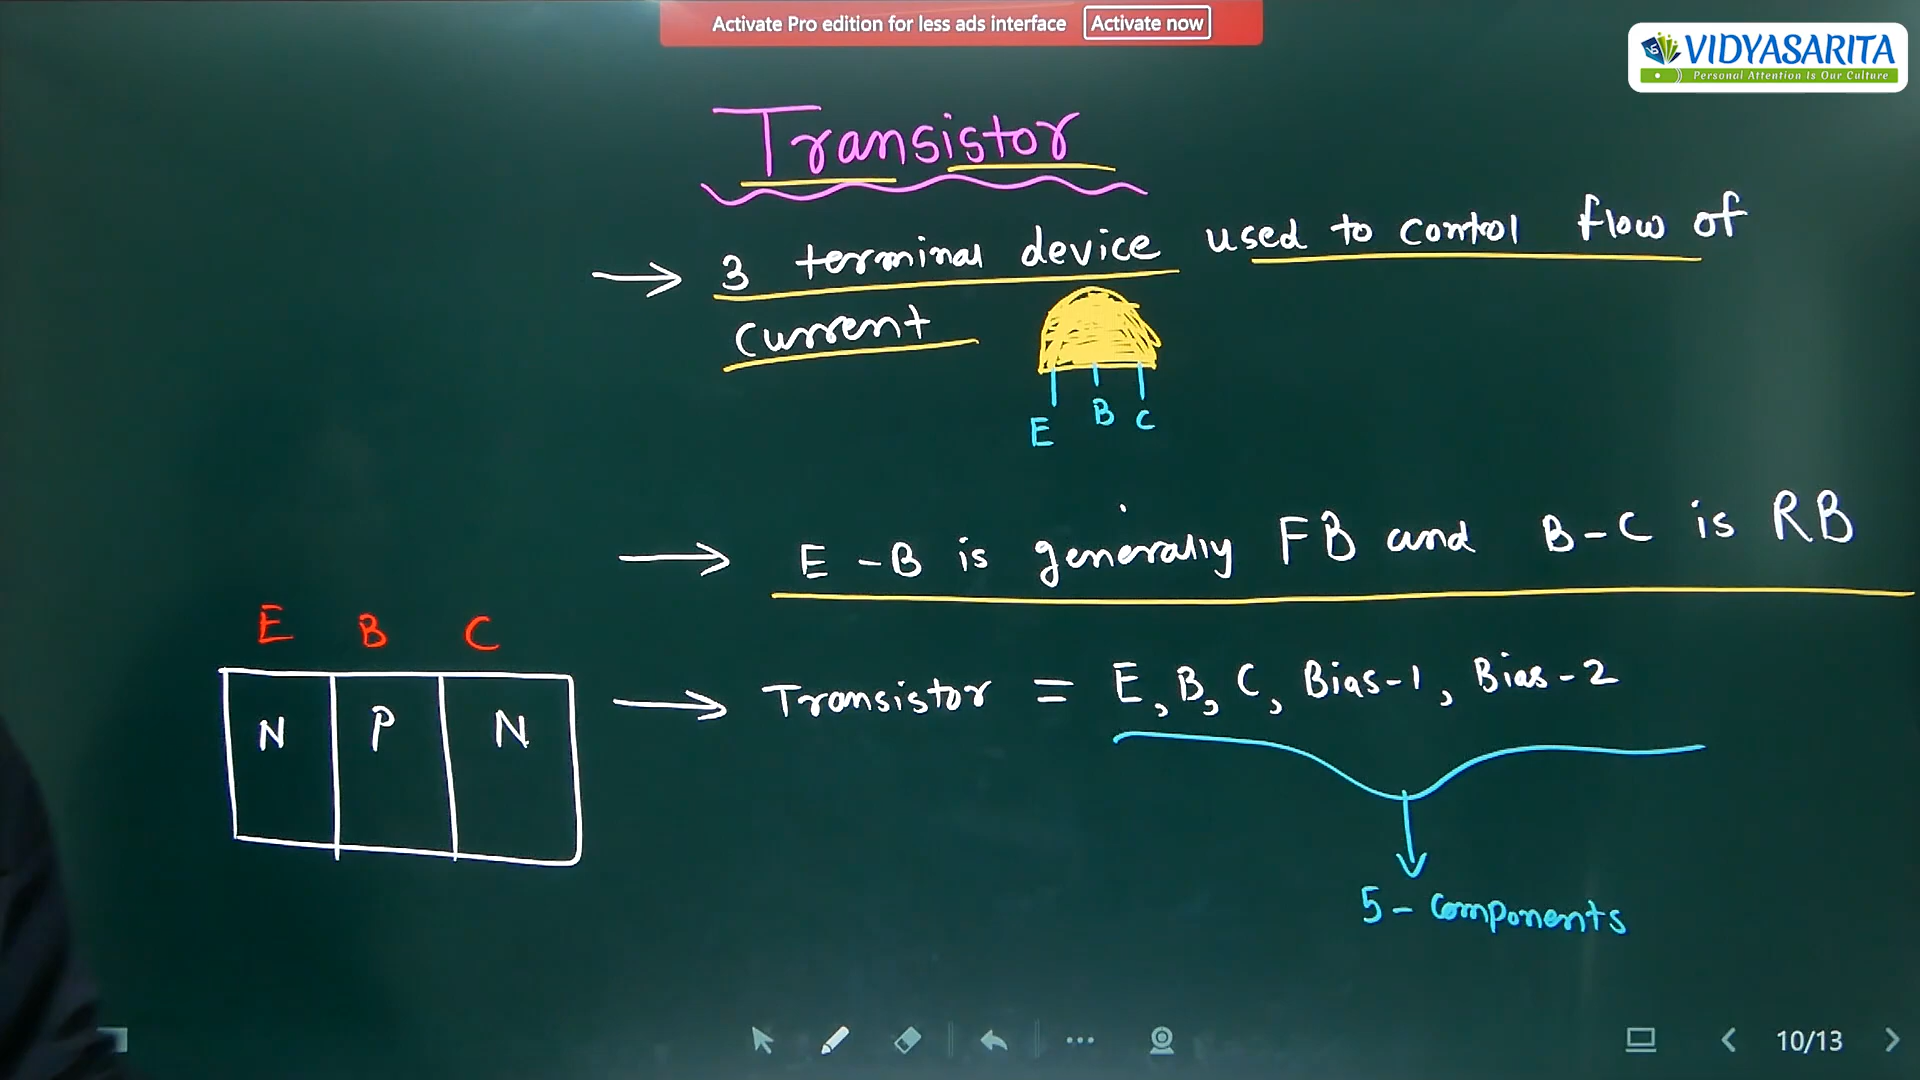 Activate Pro edition for less ads interface Activate now
VIDYASARITA
Personal Attention Is Our Culture
Transistor
→ 3 terminal device used to control flow of
current
E B C
→ E-B is generally FB and B-C is RB
E B C
N P N
→ Transistor = E, B, C, Bias-1, Bias-2
5- components
10/13